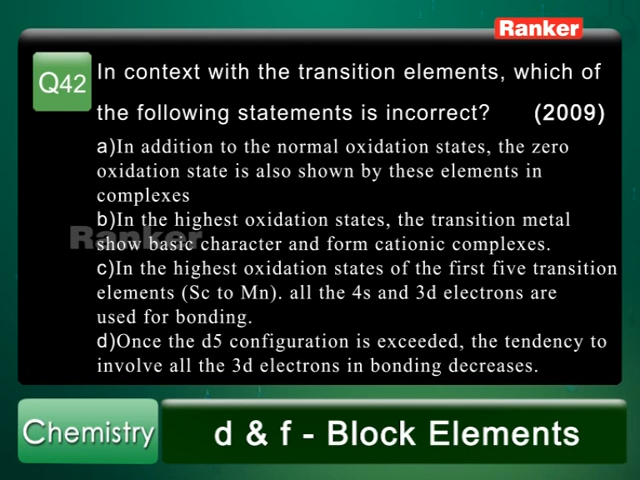 Ranker
Q42
In context with the transition elements, which of
the following statements is incorrect? (2009)
a)In addition to the normal oxidation states, the zero
oxidation state is also shown by these elements in
complexes
b)In the highest oxidation states, the transition metal
Ranker
show basic character and form cationic complexes.
c)In the highest oxidation states of the first five transition
elements (Sc to Mn). all the 4s and 3d electrons are
used for bonding.
d)Once the d5 configuration is exceeded, the tendency to
involve all the 3d electrons in bonding decreases.
Chemistry
d & f - Block Elements